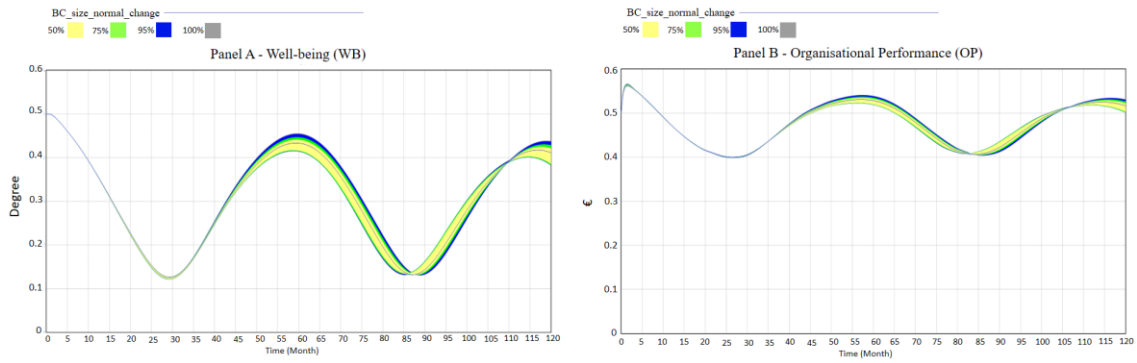 BC_size_normal_change
50% 75% 95% 100%
Panel A - Well-being (WB)
0.6
0.5
0.4
0.3
0.2
0.1
0
Degree
0 5 10 15 20 25 30 35 40 45 50 55 60 65 70 75 80 85 90 95 100 105 110 115 120
Time (Month)
BC_size_normal_change
50% 75% 95% 100%
Panel B - Organisational Performance (OP)
0.6
0.5
0.4
0.3
0.2
0.1
0
€
0 5 10 15 20 25 30 35 40 45 50 55 60 65 70 75 80 85 90 95 100 105 110 115 120
Time (Month)